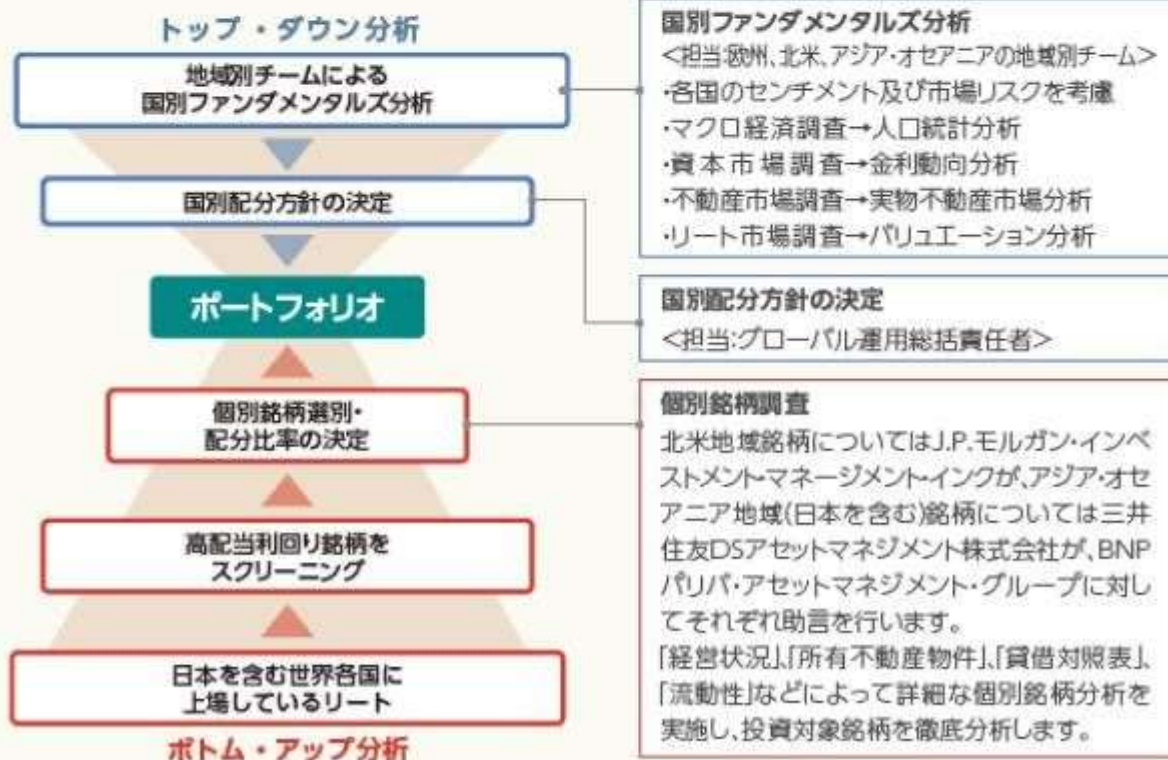 トップ・ダウン分析
地域別チームによる
国別ファンダメンタルズ分析
国別配分方針の決定
ポートフォリオ
個別銘柄選別・
配分比率の決定
高配当利回り銘柄を
スクリーニング
日本を含む世界各国に
上場しているリート
ボトム・アップ分析
国別ファンダメンタルズ分析
<担当:欧州、北米、アジア・オセアニアの地域別チーム>
・各国のセンチメント及び市場リスクを考慮
・マクロ経済調査→人口統計分析
・資本市場調査→金利動向分析
・不動産市場調査→実物不動産市場分析
・リート市場調査→バリュエーション分析
国別配分方針の決定
<担当:グローバル運用総括責任者>
個別銘柄調査
北米地域銘柄についてはJ.P.モルガン・インベ
ストメント・マネージメント・インクが、アジア・オセ
アニア地域(日本を含む)銘柄については三井
住友DSアセットマネジメント株式会社が、BNP
パリバ・アセットマネジメント・グループに対し
てそれぞれ助言を行います。
「経営状況」、「所有不動産物件」、「貸借対照表」、
「流動性」などによって詳細な個別銘柄分析を
実施し、投資対象銘柄を徹底分析します。